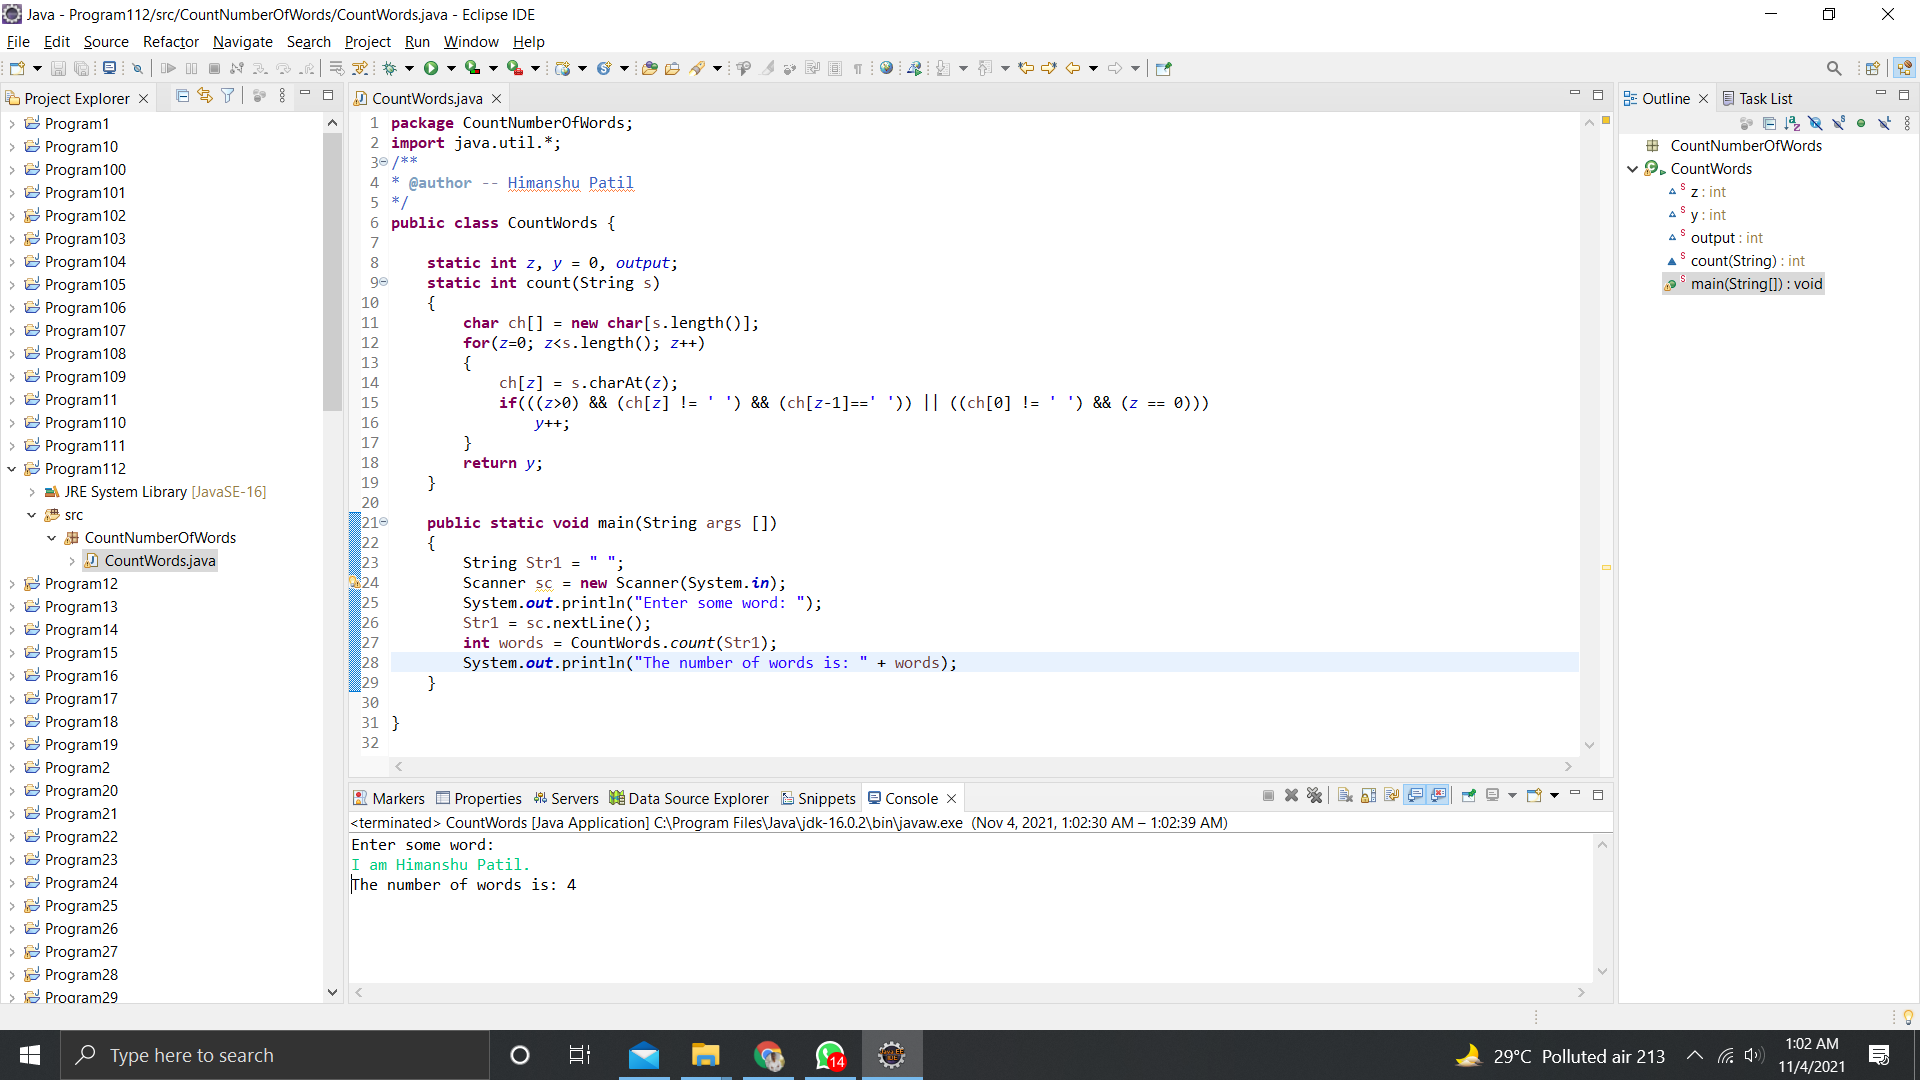 Java - Program112/src/CountNumberOfWords/CountWords.java - Eclipse IDE
File Edit Source Refactor Navigate Search Project Run Window Help
Project Explorer
Program1
Program10
Program100
Program101
Program102
Program103
Program104
Program105
Program106
Program107
Program108
Program109
Program11
Program110
Program111
Program112
JRE System Library [JavaSE-16]
src
CountNumberOfWords
CountWords.java
Program12
Program13
Program14
Program15
Program16
Program17
Program18
Program19
Program2
Program20
Program21
Program22
Program23
Program24
Program25
Program26
Program27
Program28
Program29
CountWords.java
1 package CountNumberOfWords;
2 import java.util.*;
3 /**
4 * @author -- Himanshu Patil
5 */
6 public class CountWords {
7
8 static int z, y = 0, output;
9 static int count(String s)
10 {
11 char ch[] = new char[s.length()];
12 for(z=0; z<s.length(); z++)
13 {
14 ch[z] = s.charAt(z);
15 if(((z>0) && (ch[z] != ' ') && (ch[z-1]==' ')) || ((ch[0] != ' ') && (z == 0)))
16 y++;
17 }
18 return y;
19 }
20
21 public static void main(String args [])
22 {
23 String Str1 = " ";
24 Scanner sc = new Scanner(System.in);
25 System.out.println("Enter some word: ");
26 Str1 = sc.nextLine();
27 int words = CountWords.count(Str1);
28 System.out.println("The number of words is: " + words);
29 }
30
31 }
32
Outline Task List
CountNumberOfWords
CountWords
z : int
y : int
output : int
count(String) : int
main(String[]) : void
Markers Properties Servers Data Source Explorer Snippets Console
<terminated> CountWords [Java Application] C:\Program Files\Java\jdk-16.0.2\bin\javaw.exe (Nov 4, 2021, 1:02:30 AM – 1:02:39 AM)
Enter some word:
I am Himanshu Patil.
The number of words is: 4
Type here to search
14
29°C Polluted air 213
1:02 AM
11/4/2021